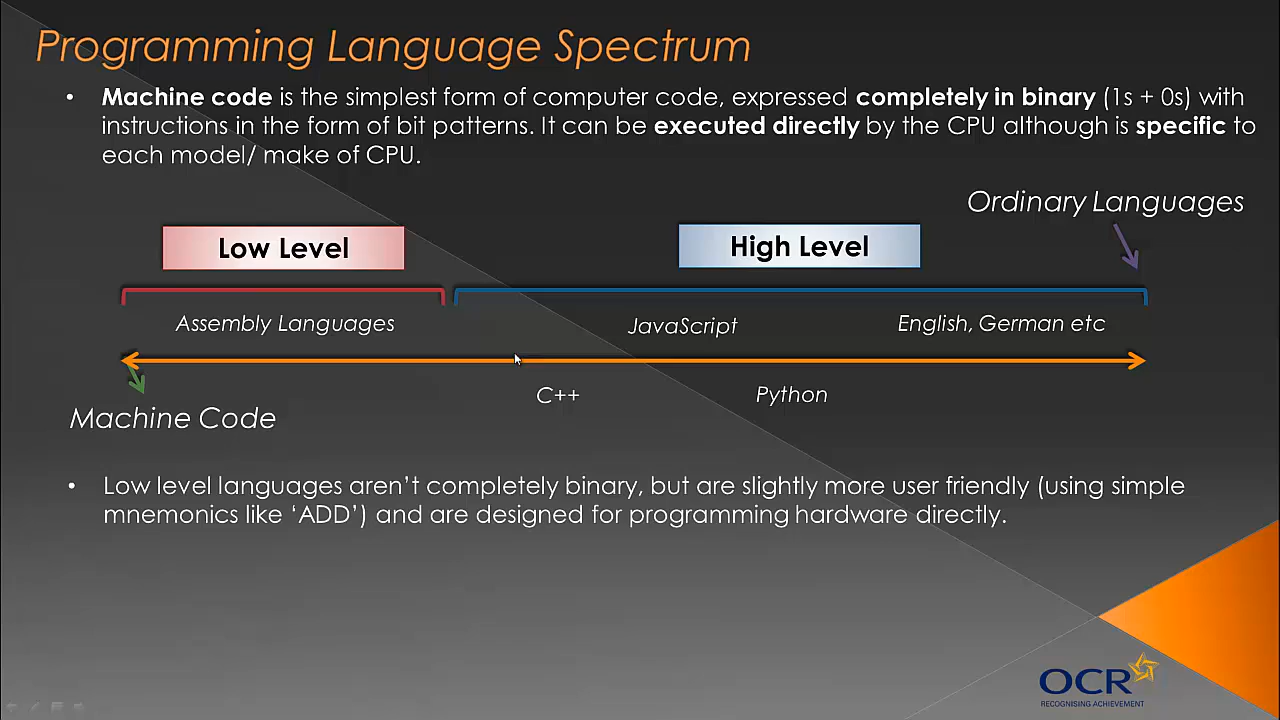 Programming Language Spectrum
• Machine code is the simplest form of computer code, expressed completely in binary (1s + 0s) with
instructions in the form of bit patterns. It can be executed directly by the CPU although is specific to
each model/ make of CPU.
Ordinary Languages
Low Level
High Level
Assembly Languages
JavaScript
English, German etc
C++
Python
Machine Code
• Low level languages aren't completely binary, but are slightly more user friendly (using simple
mnemonics like ‘ADD’) and are designed for programming hardware directly.
OCR
RECOGNISING ACHIEVEMENT